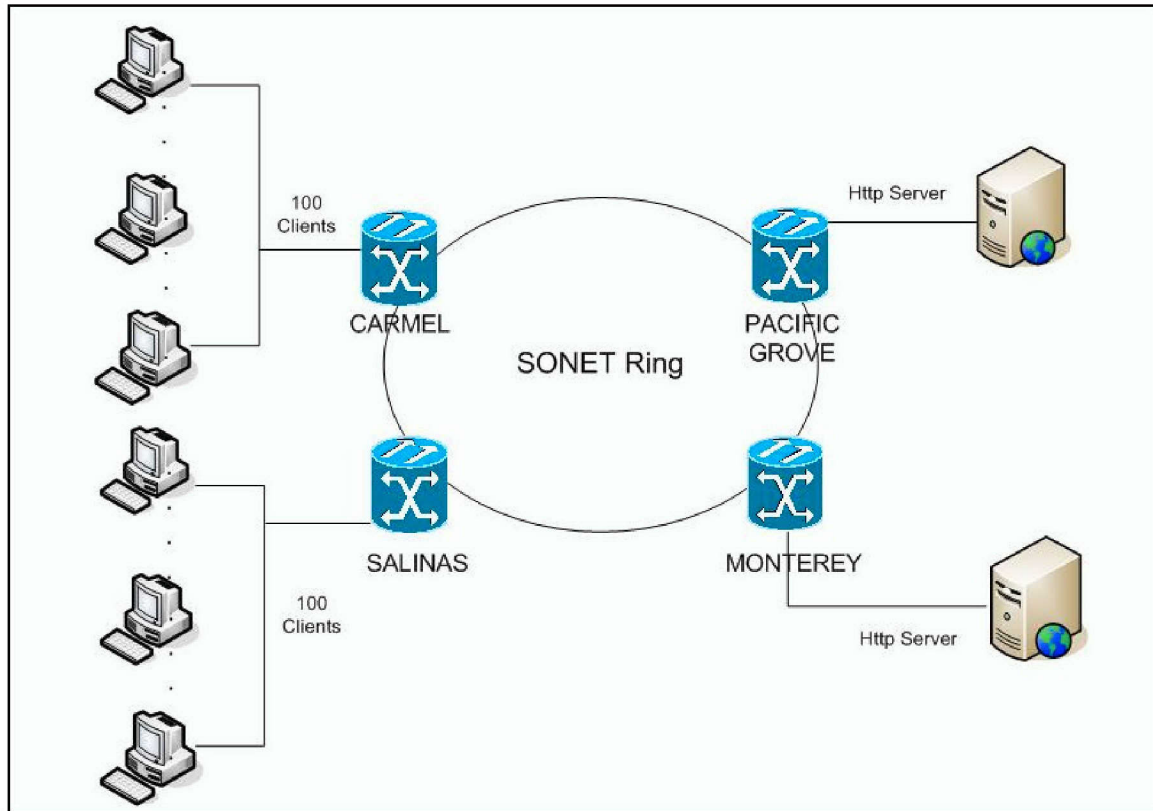 100
Clients
Http Server
CARMEL
PACIFIC
GROVE
SONET Ring
SALINAS
MONTEREY
100
Clients
Http Server